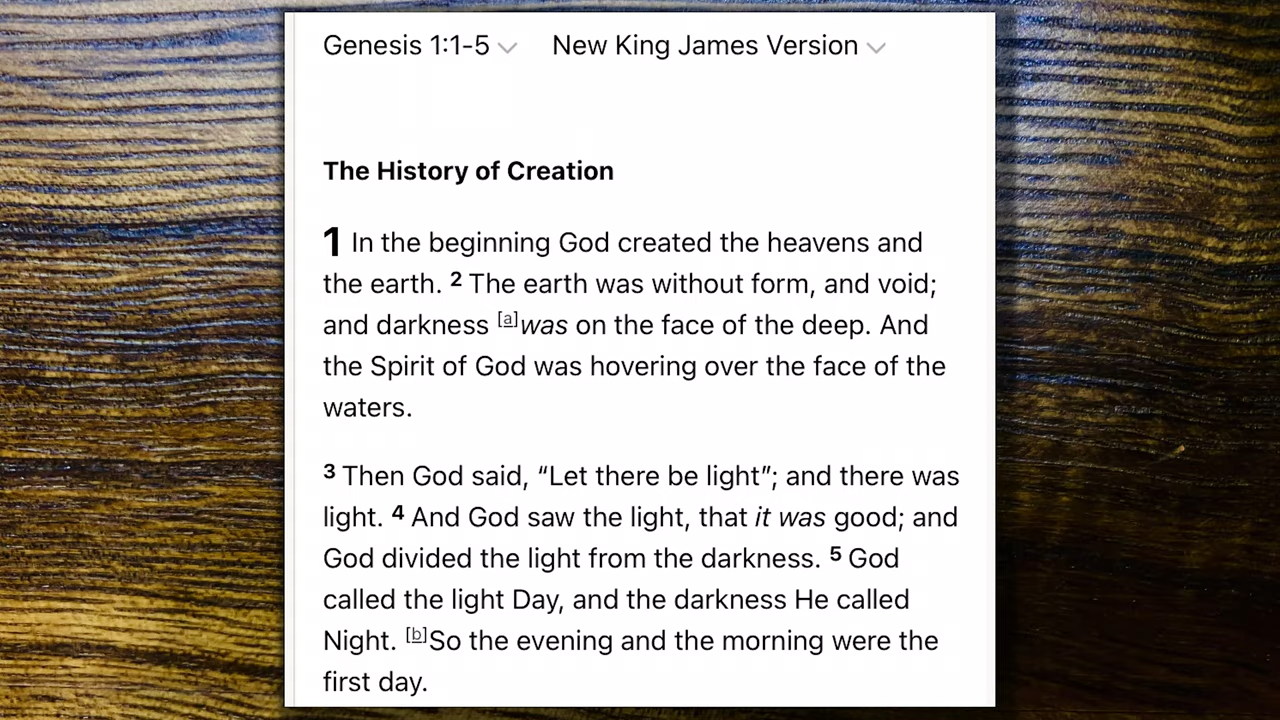 Genesis 1:1-5 New King James Version
The History of Creation
1 In the beginning God created the heavens and
the earth. 2 The earth was without form, and void;
and darkness [a]was on the face of the deep. And
the Spirit of God was hovering over the face of the
waters.
3 Then God said, “Let there be light”; and there was
light. 4 And God saw the light, that it was good; and
God divided the light from the darkness. 5 God
called the light Day, and the darkness He called
Night. [b]So the evening and the morning were the
first day.